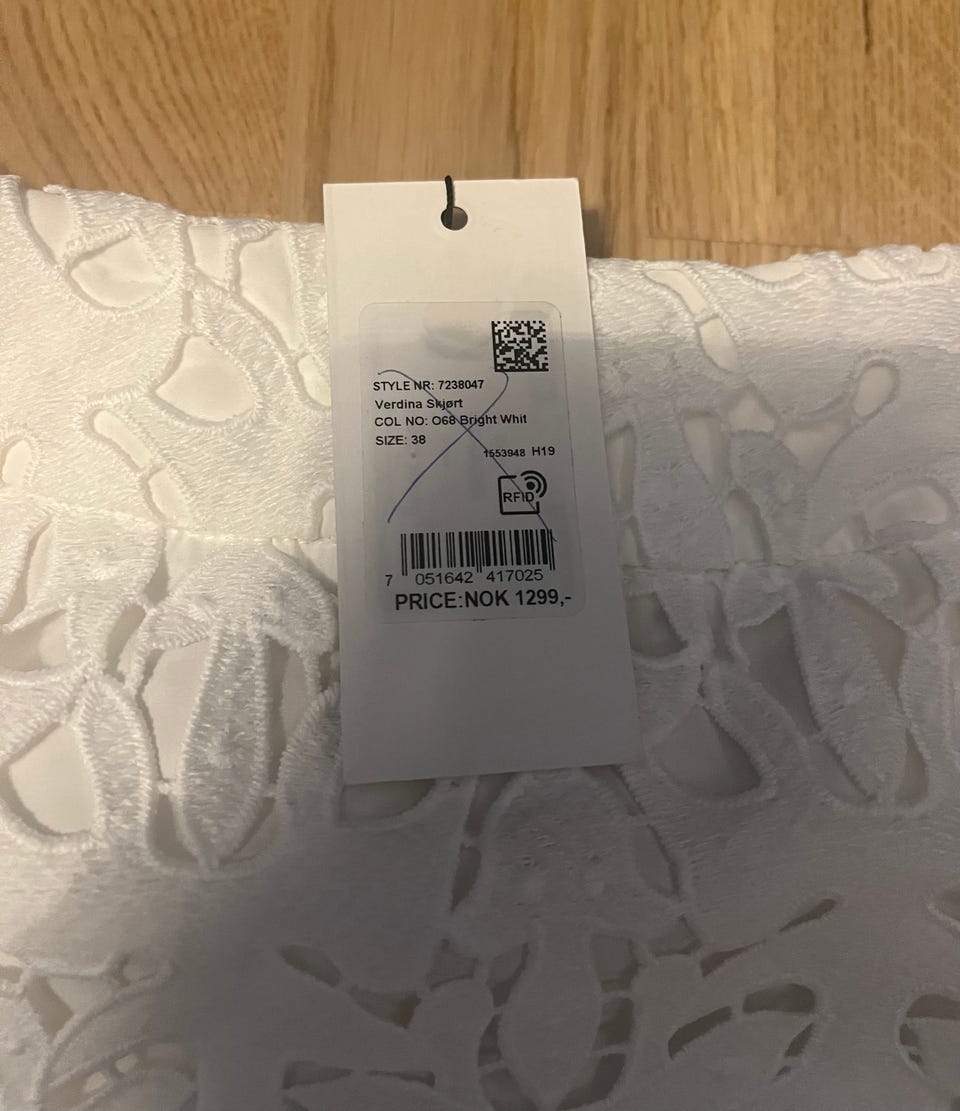 STYLE NR: 7238047
Verdina Skjørt
COL NO: O68 Bright Whit
SIZE: 38
1553948 H19
RFID
7 051642 417025
PRICE:NOK 1299,-